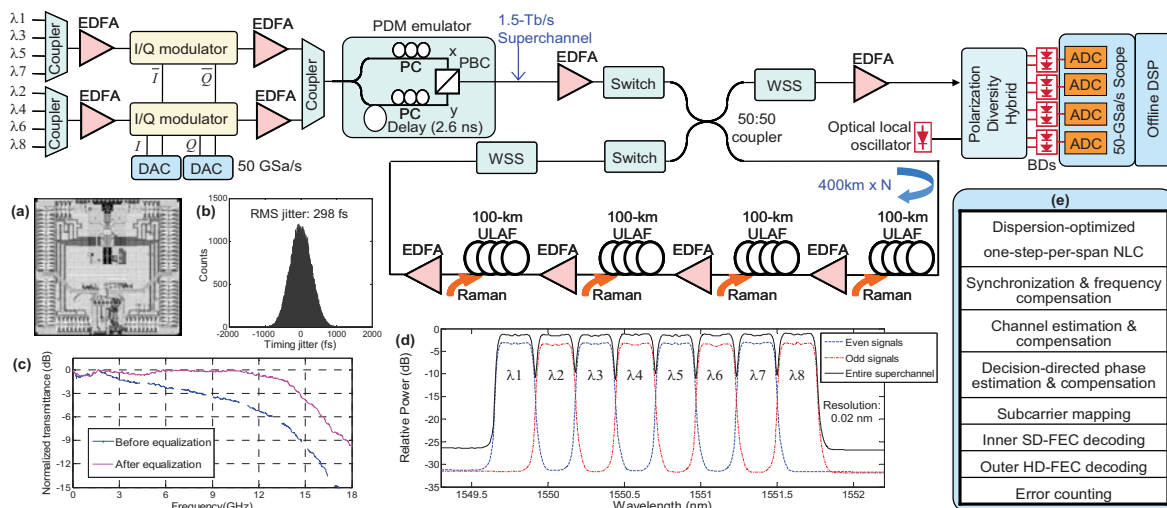 λ1
λ3
λ5
λ7
Coupler
EDFA
I/Q modulator
EDFA
I
Q
λ2
λ4
λ6
λ8
Coupler
EDFA
I/Q modulator
EDFA
I
Q
DAC
DAC
50 GSa/s
Coupler
PDM emulator
PC
x
PBC
PC
y
Delay (2.6 ns)
1.5-Tb/s
Superchannel
EDFA
Switch
50:50
coupler
WSS
EDFA
Optical local
oscillator
Polarization
Diversity
Hybrid
BDs
ADC
ADC
ADC
ADC
50-GSa/s Scope
Offline DSP
WSS
Switch
400km x N
100-km
ULAF
100-km
ULAF
100-km
ULAF
100-km
ULAF
EDFA
EDFA
EDFA
EDFA
Raman
Raman
Raman
Raman
(a)
(b)
RMS jitter: 298 fs
Counts
1500
1000
500
0
-2000
-1000
0
1000
2000
Timing jitter (fs)
(c)
Normalized transmittance (dB)
0
-3
-6
-9
-12
-15
Before equalization
After equalization
0
3
6
9
12
15
18
Frequency(GHz)
(d)
Relative Power (dB)
0
-5
-10
-15
-20
-25
-30
-35
λ1
λ2
λ3
λ4
λ5
λ6
λ7
λ8
Even signals
Odd signals
Entire superchannel
Resolution:
0.02 nm
1549.5
1550
1550.5
1551
1551.5
1552
Wavelength (nm)
(e)
Dispersion-optimized
one-step-per-span NLC
Synchronization & frequency
compensation
Channel estimation &
compensation
Decision-directed phase
estimation & compensation
Subcarrier mapping
Inner SD-FEC decoding
Outer HD-FEC decoding
Error counting